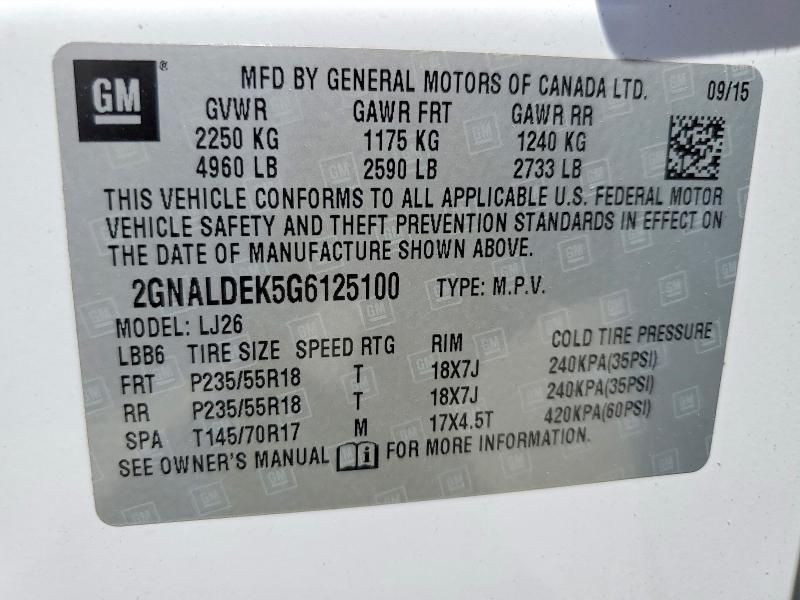 GM ® MFD BY GENERAL MOTORS OF CANADA LTD. 09/15
GVWR GAWR FRT GAWR RR
2250 KG 1175 KG 1240 KG
4960 LB 2590 LB 2733 LB
THIS VEHICLE CONFORMS TO ALL APPLICABLE U.S. FEDERAL MOTOR
VEHICLE SAFETY AND THEFT PREVENTION STANDARDS IN EFFECT ON
THE DATE OF MANUFACTURE SHOWN ABOVE.
2GNALDEK5G6125100 TYPE: M.P.V.
MODEL: LJ26
LBB6 TIRE SIZE SPEED RTG RIM COLD TIRE PRESSURE
FRT P235/55R18 T 18X7J 240KPA(35PSI)
RR P235/55R18 T 18X7J 240KPA(35PSI)
SPA T145/70R17 M 17X4.5T 420KPA(60PSI)
SEE OWNER'S MANUAL i FOR MORE INFORMATION.